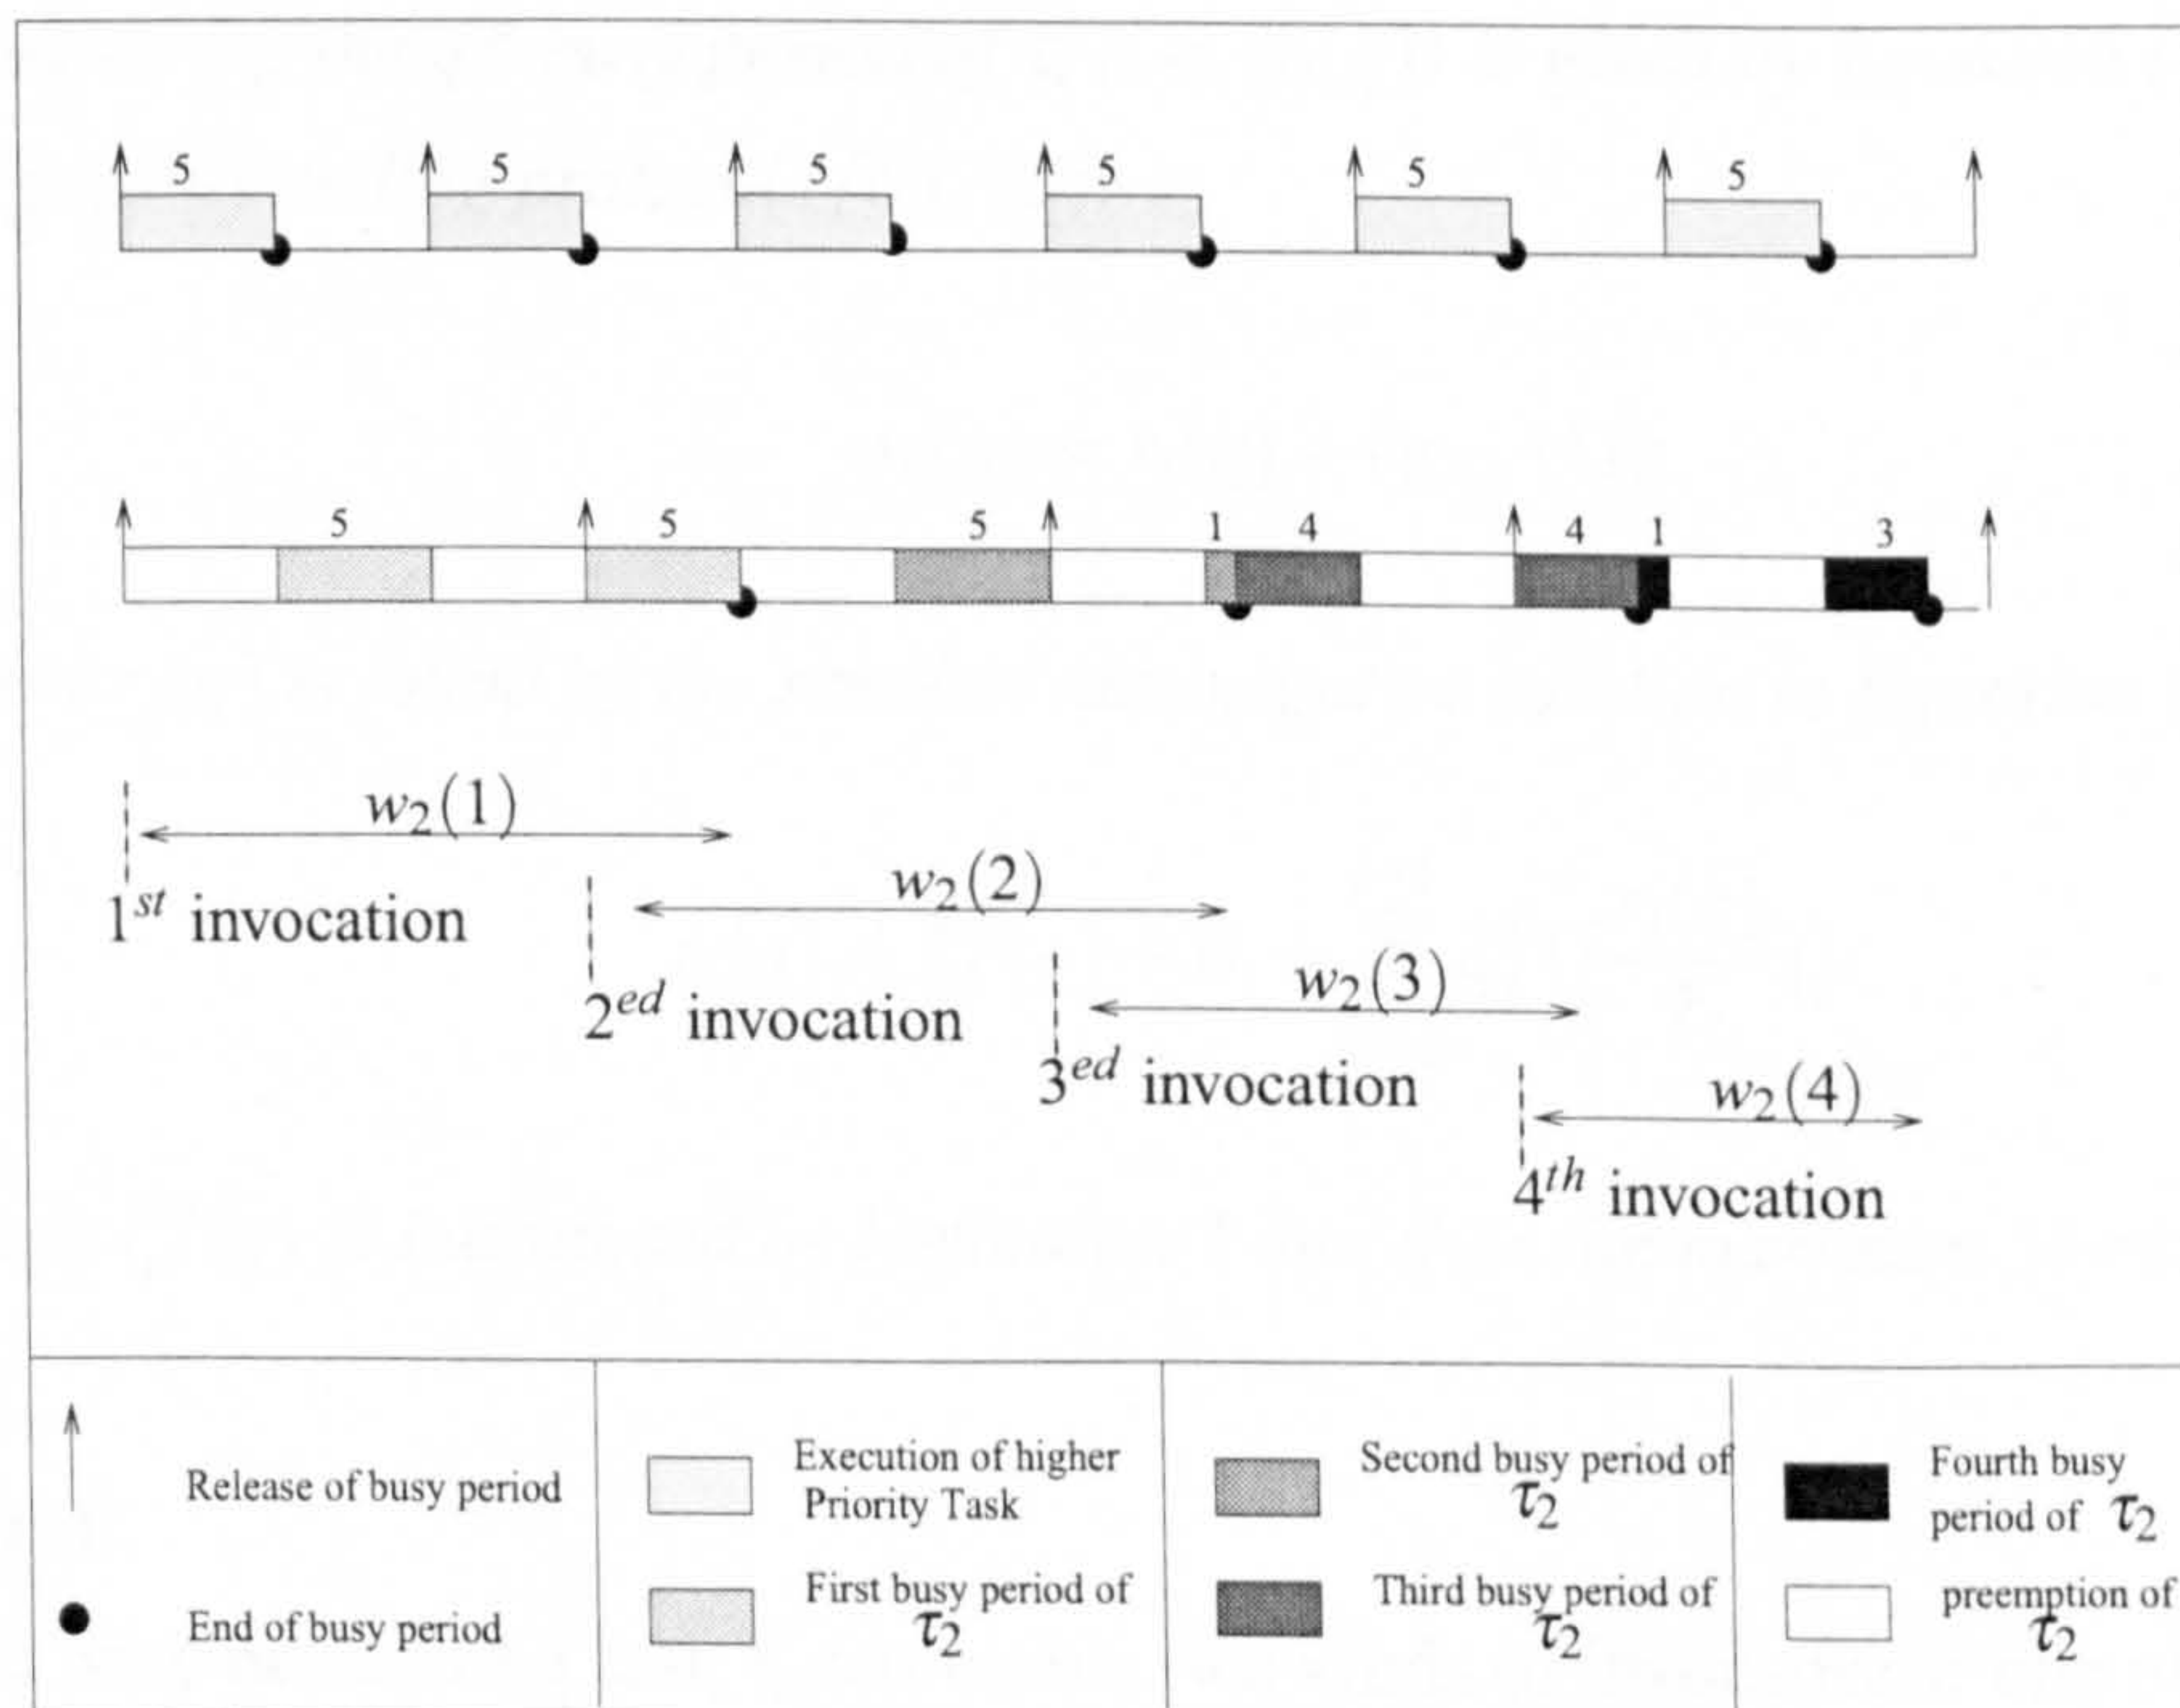 5 5 5 5 5 5
5 5 5 1 4 4 1 3
w2(1)
1st invocation
w2(2)
2ed invocation
w2(3)
3ed invocation
w2(4)
4th invocation
Release of busy period
End of busy period
Execution of higher
Priority Task
First busy period of
τ2
Second busy period of
τ2
Third busy period of
τ2
Fourth busy
period of τ2
preemption of
τ2